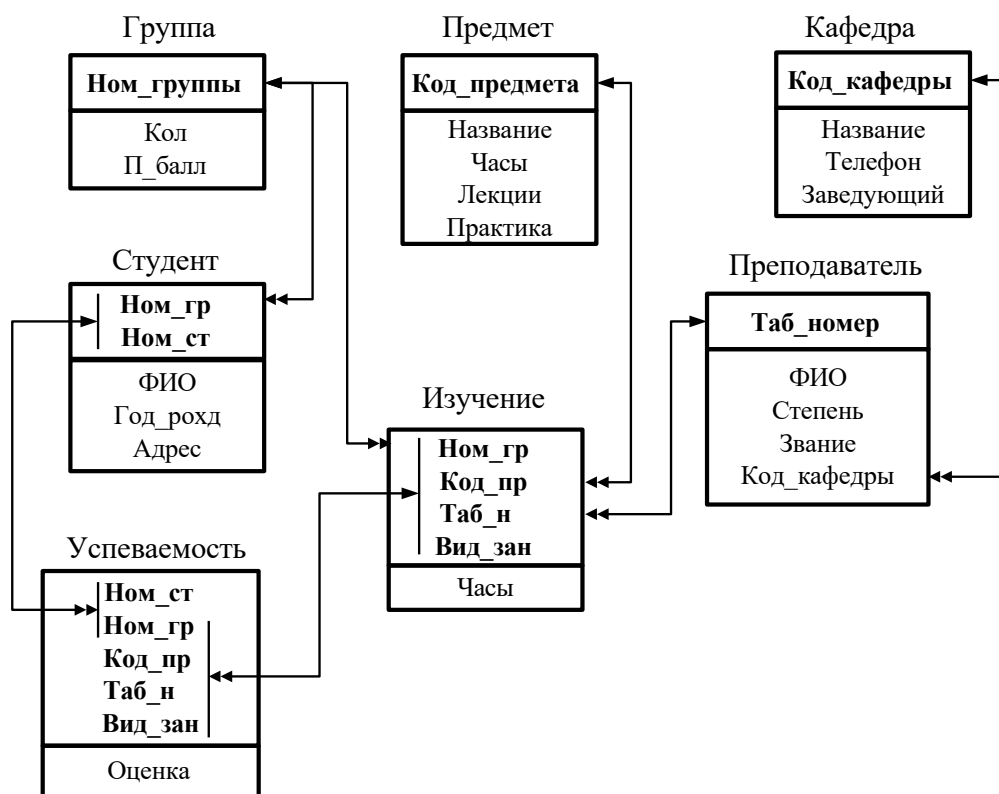 Группа
Ном_группы
Кол
П_балл
Предмет
Код_предмета
Название
Часы
Лекции
Практика
Кафедра
Код_кафедры
Название
Телефон
Заведующий
Студент
Ном_гр
Ном_ст
ФИО
Год_рохд
Адрес
Преподаватель
Таб_номер
ФИО
Степень
Звание
Код_кафедры
Изучение
Ном_гр
Код_пр
Таб_н
Вид_зан
Часы
Успеваемость
Ном_ст
Ном_гр
Код_пр
Таб_н
Вид_зан
Оценка